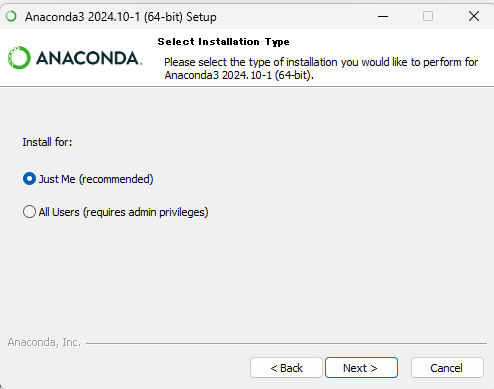 Anaconda3 2024.10-1 (64-bit) Setup
Select Installation Type
ANACONDA.
Please select the type of installation you would like to perform for
Anaconda3 2024.10-1 (64-bit).
Install for:
Just Me (recommended)
All Users (requires admin privileges)
Anaconda, Inc.
< Back
Next >
Cancel